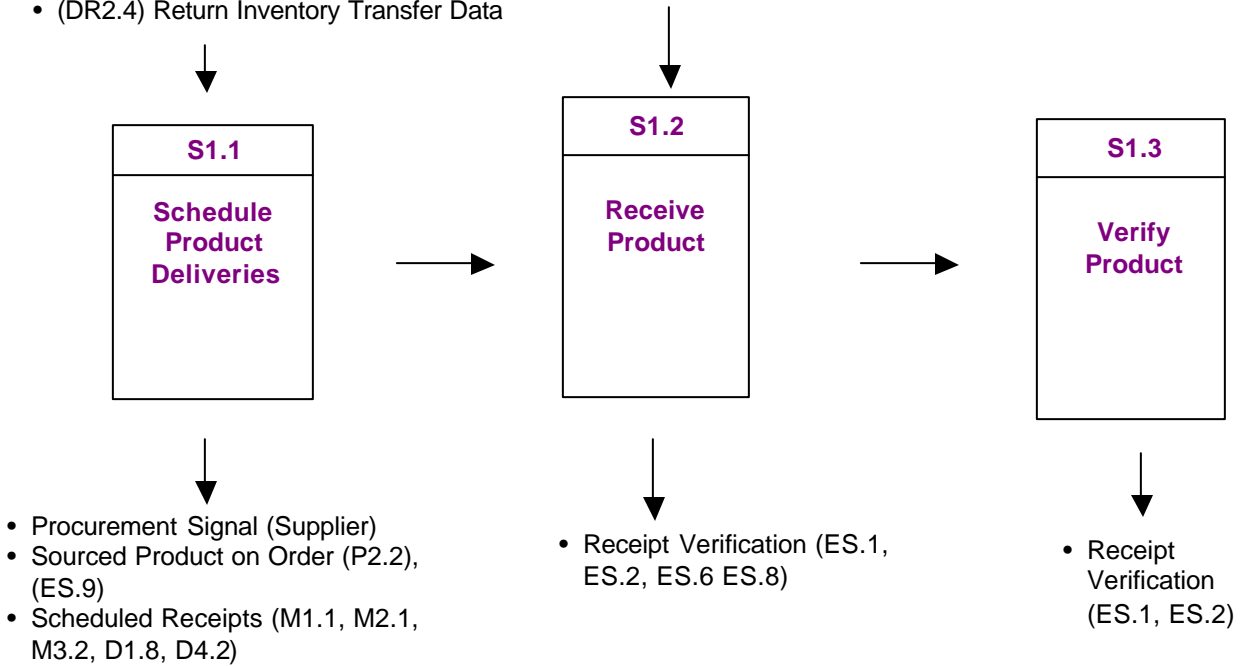 • (DR2.4) Return Inventory Transfer Data
S1.1
Schedule
Product
Deliveries
S1.2
Receive
Product
S1.3
Verify
Product
• Procurement Signal (Supplier)
• Sourced Product on Order (P2.2),
(ES.9)
• Scheduled Receipts (M1.1, M2.1,
M3.2, D1.8, D4.2)
• Receipt Verification (ES.1,
ES.2, ES.6 ES.8)
• Receipt
Verification
(ES.1, ES.2)